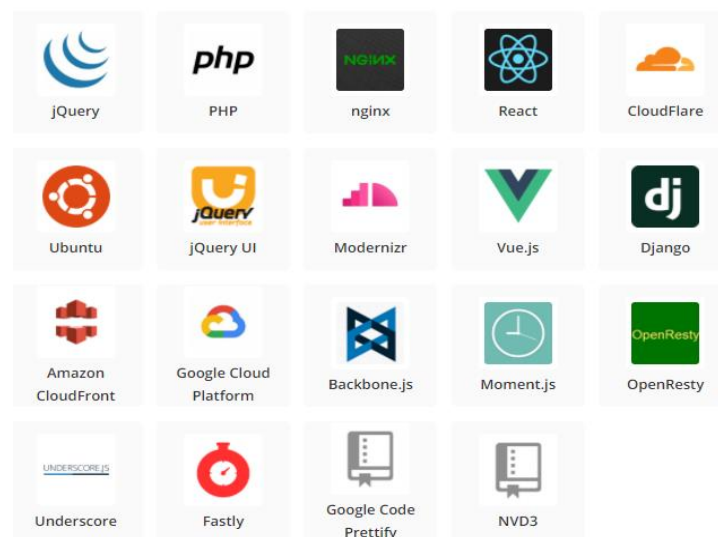 php
NGINX
jQuery
PHP
nginx
React
CloudFlare
jQuery
user interface
dj
Ubuntu
jQuery UI
Modernizr
Vue.js
Django
OpenResty
Amazon
CloudFront
Google Cloud
Platform
Backbone.js
Moment.js
OpenResty
UNDERSCORE.JS
Underscore
Fastly
Google Code
Prettify
NVD3